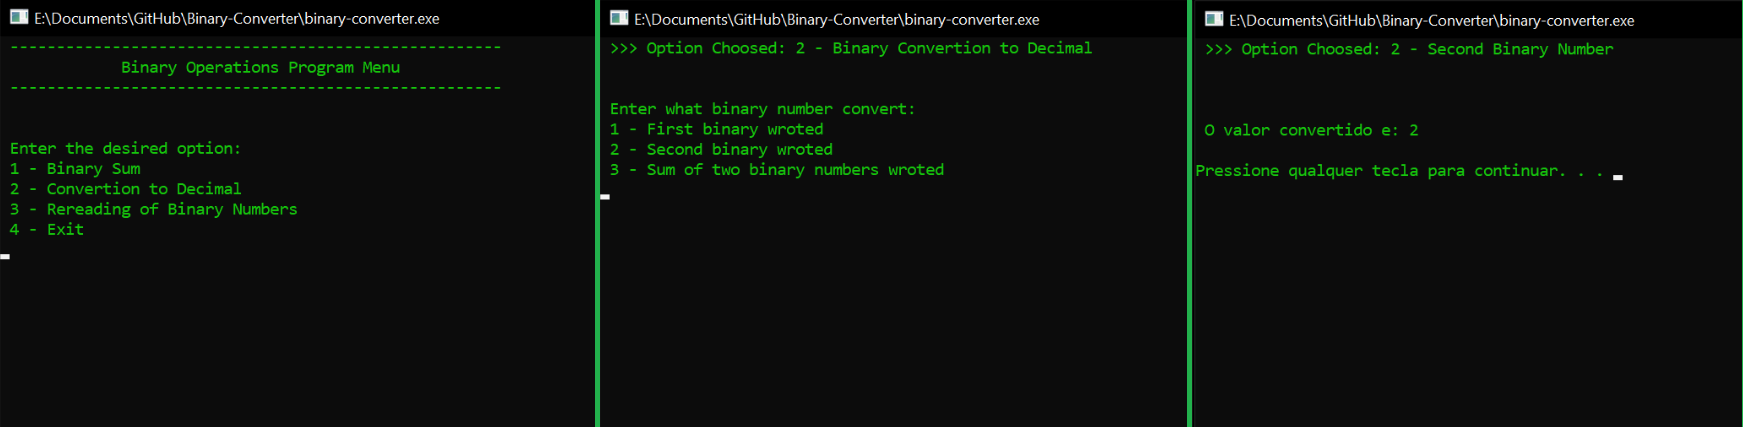 E:\Documents\GitHub\Binary-Converter\binary-converter.exe
-----------------------------------------------------
Binary Operations Program Menu
-----------------------------------------------------
Enter the desired option:
1 - Binary Sum
2 - Convertion to Decimal
3 - Rereading of Binary Numbers
4 - Exit
E:\Documents\GitHub\Binary-Converter\binary-converter.exe
>>> Option Choosed: 2 - Binary Convertion to Decimal
Enter what binary number convert:
1 - First binary wroted
2 - Second binary wroted
3 - Sum of two binary numbers wroted
E:\Documents\GitHub\Binary-Converter\binary-converter.exe
>>> Option Choosed: 2 - Second Binary Number
O valor convertido e: 2
Pressione qualquer tecla para continuar. . .